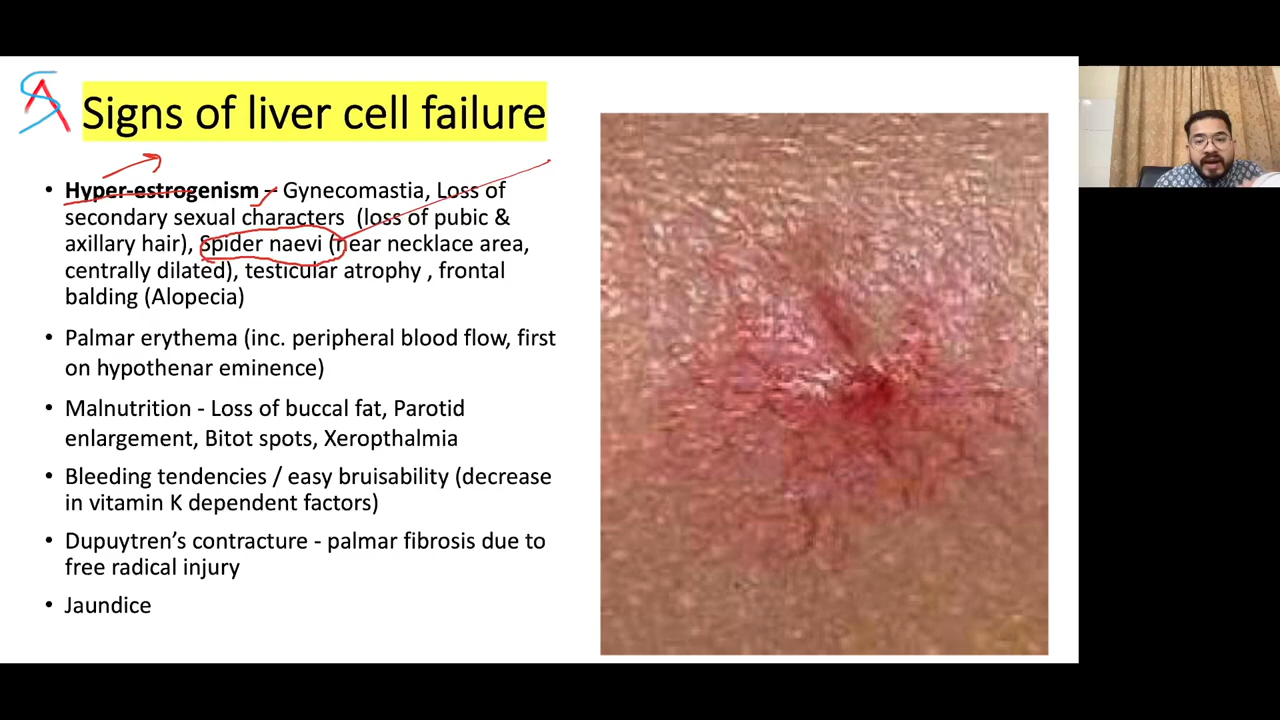 SA
Signs of liver cell failure
• Hyper-estrogenism – Gynecomastia, Loss of
secondary sexual characters (loss of pubic &
axillary hair), Spider naevi (near necklace area,
centrally dilated), testicular atrophy , frontal
balding (Alopecia)
• Palmar erythema (inc. peripheral blood flow, first
on hypothenar eminence)
• Malnutrition - Loss of buccal fat, Parotid
enlargement, Bitot spots, Xeropthalmia
• Bleeding tendencies / easy bruisability (decrease
in vitamin K dependent factors)
• Dupuytren’s contracture - palmar fibrosis due to
free radical injury
• Jaundice